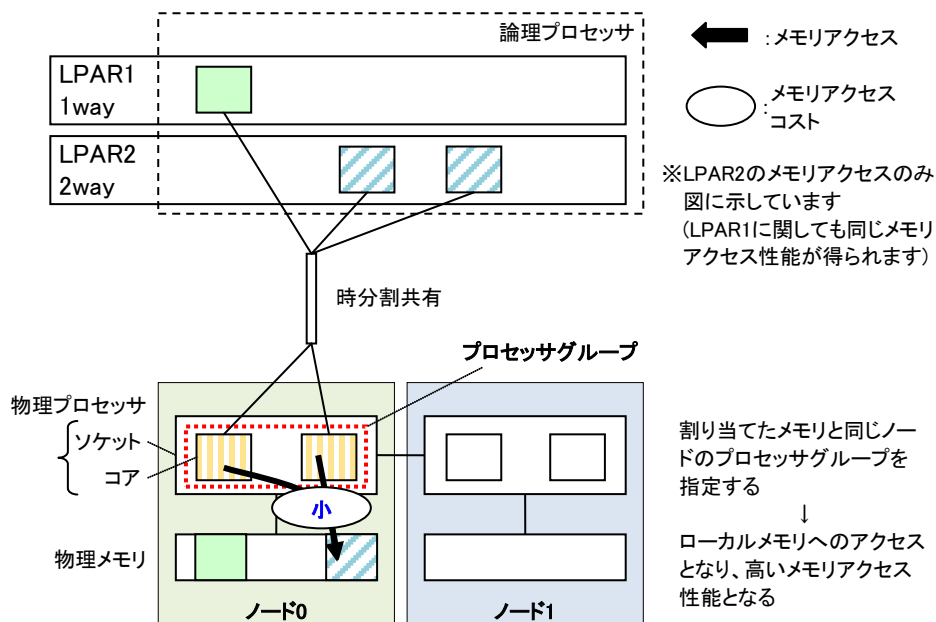 論理プロセッサ
LPAR1
1way
LPAR2
2way
:メモリアクセス
:メモリアクセス
コスト
※LPAR2のメモリアクセスのみ
図に示しています
(LPAR1に関しても同じメモリ
アクセス性能が得られます)
時分割共有
プロセッサグループ
物理プロセッサ
ソケット
コア
小
物理メモリ
ノード0
ノード1
割り当てたメモリと同じノー
ドのプロセッサグループを
指定する
↓
ローカルメモリへのアクセス
となり、高いメモリアクセス
性能となる